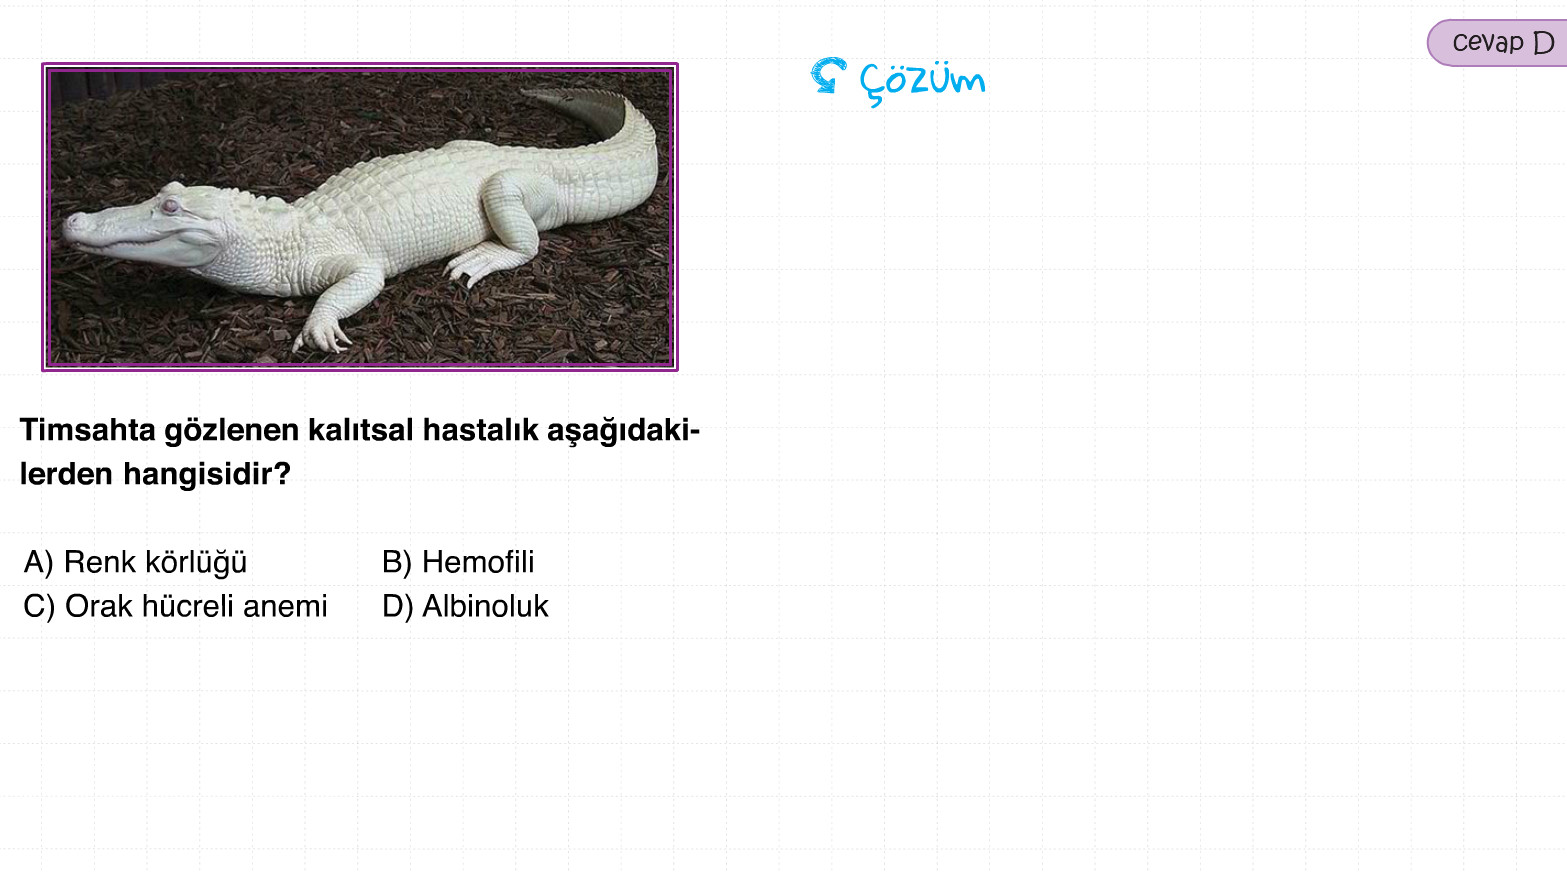 cevap D
Çözüm
Timsahta gözlenen kalıtsal hastalık aşağıdaki-
lerden hangisidir?
A) Renk körlüğü B) Hemofili
C) Orak hücreli anemi D) Albinoluk